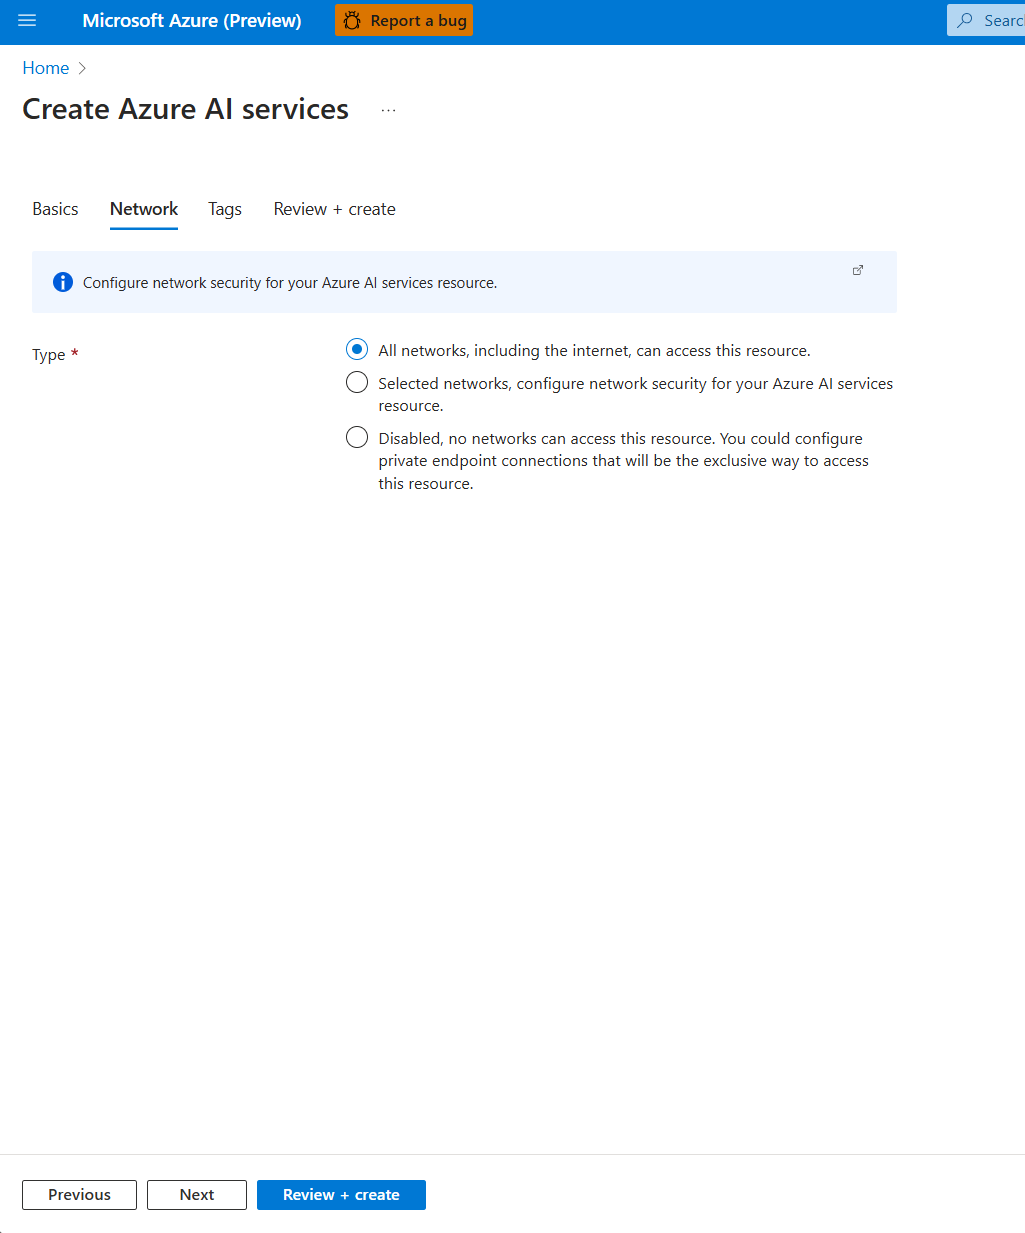 Microsoft Azure (Preview)
Report a bug
Home
Create Azure AI services
Basics
Network
Tags
Review + create
Configure network security for your Azure AI services resource.
Type *
All networks, including the internet, can access this resource.
Selected networks, configure network security for your Azure AI services
resource.
Disabled, no networks can access this resource. You could configure
private endpoint connections that will be the exclusive way to access
this resource.
Previous
Next
Review + create